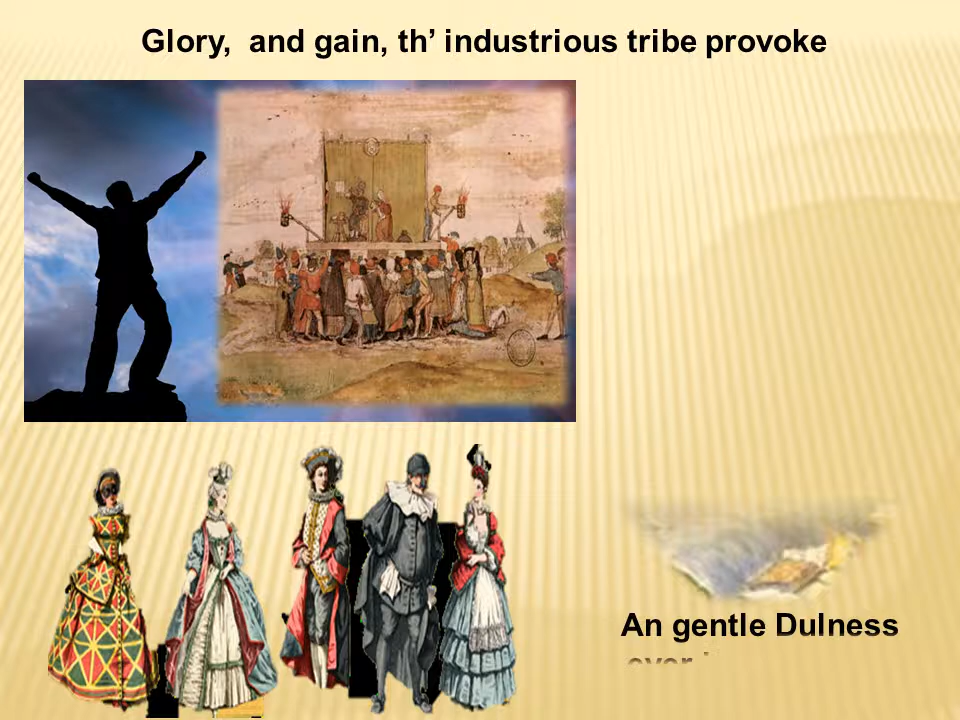 Glory, and gain, th’ industrious tribe provoke
An gentle Dulness